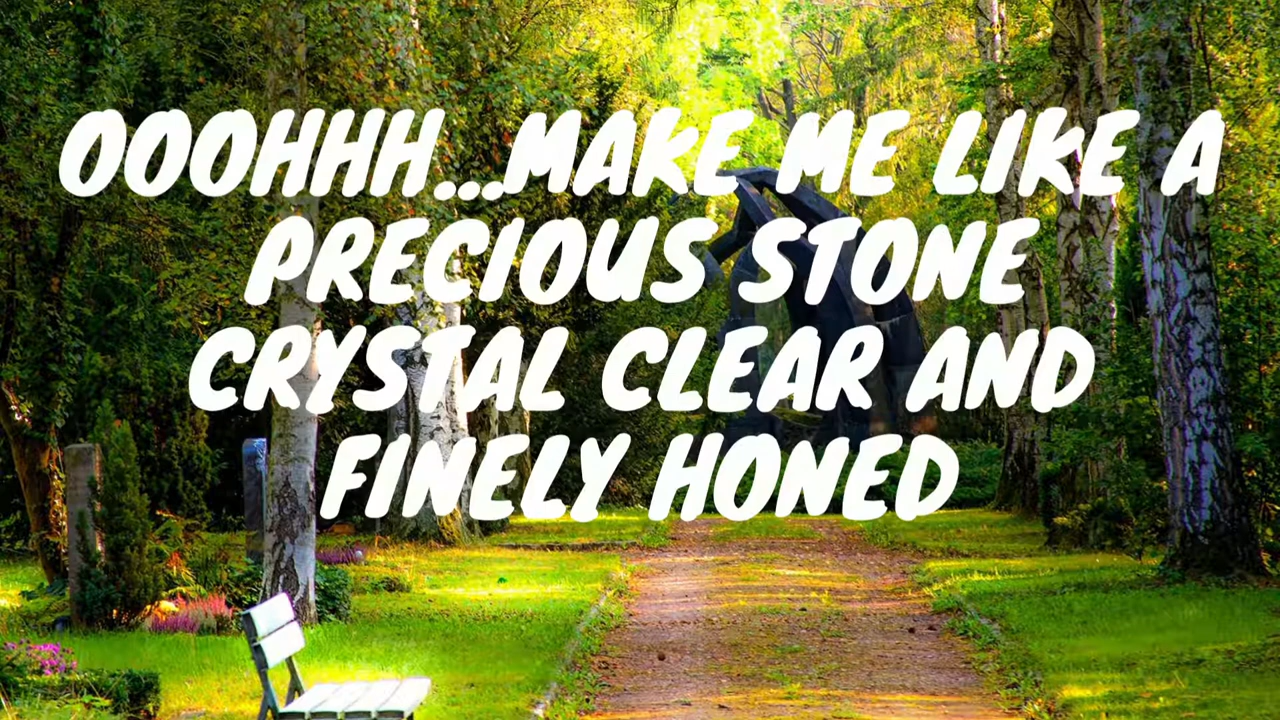 OOOHHH...MAKE ME LIKE A
PRECIOUS STONE
CRYSTAL CLEAR AND
FINELY HONED